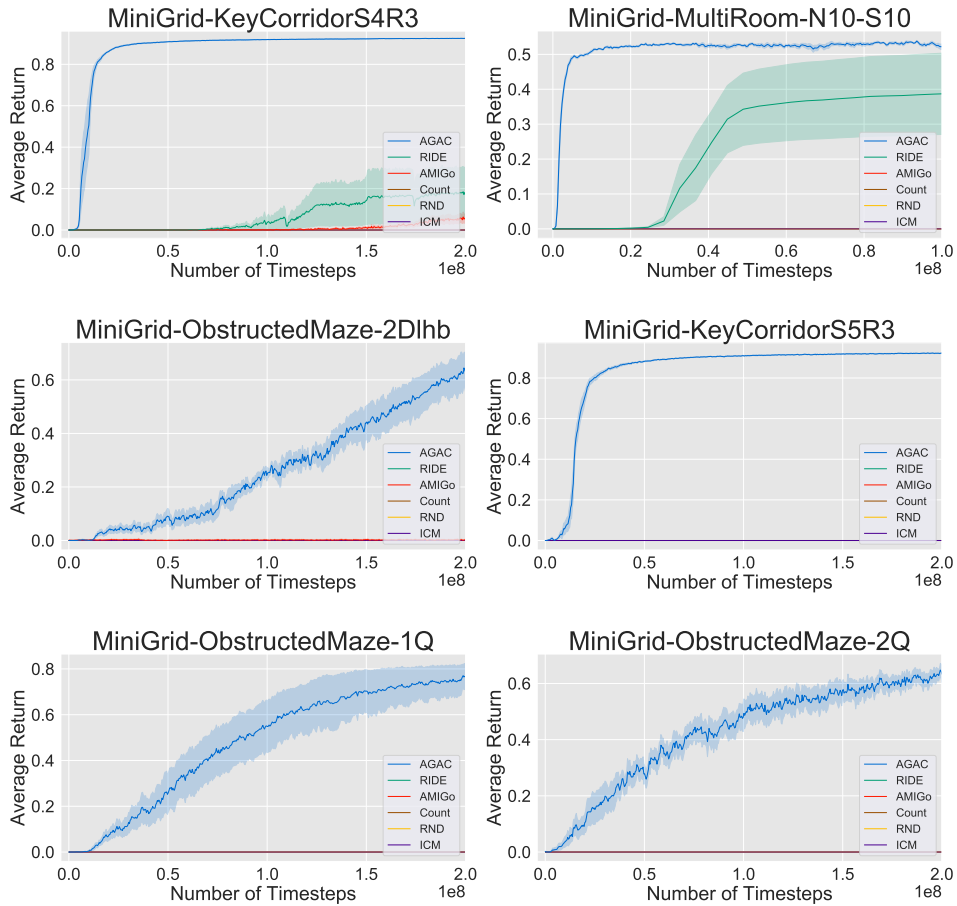 MiniGrid-KeyCorridorS4R3
Average Return
0.8
0.6
0.4
0.2
0.0
AGAC
RIDE
AMIGo
Count
RND
ICM
0.0 0.5 1.0 1.5 2.0
1e8
Number of Timesteps
MiniGrid-MultiRoom-N10-S10
Average Return
0.5
0.4
0.3
0.2
0.1
0.0
AGAC
RIDE
AMIGo
Count
RND
ICM
0.0 0.2 0.4 0.6 0.8 1.0
1e8
Number of Timesteps
MiniGrid-ObstructedMaze-2Dlhb
Average Return
0.6
0.4
0.2
0.0
AGAC
RIDE
AMIGo
Count
RND
ICM
0.0 0.5 1.0 1.5 2.0
1e8
Number of Timesteps
MiniGrid-KeyCorridorS5R3
Average Return
0.8
0.6
0.4
0.2
0.0
AGAC
RIDE
AMIGo
Count
RND
ICM
0.0 0.5 1.0 1.5 2.0
1e8
Number of Timesteps
MiniGrid-ObstructedMaze-1Q
Average Return
0.8
0.6
0.4
0.2
0.0
AGAC
RIDE
AMIGo
Count
RND
ICM
0.0 0.5 1.0 1.5 2.0
1e8
Number of Timesteps
MiniGrid-ObstructedMaze-2Q
Average Return
0.6
0.4
0.2
0.0
AGAC
RIDE
AMIGo
Count
RND
ICM
0.0 0.5 1.0 1.5 2.0
1e8
Number of Timesteps